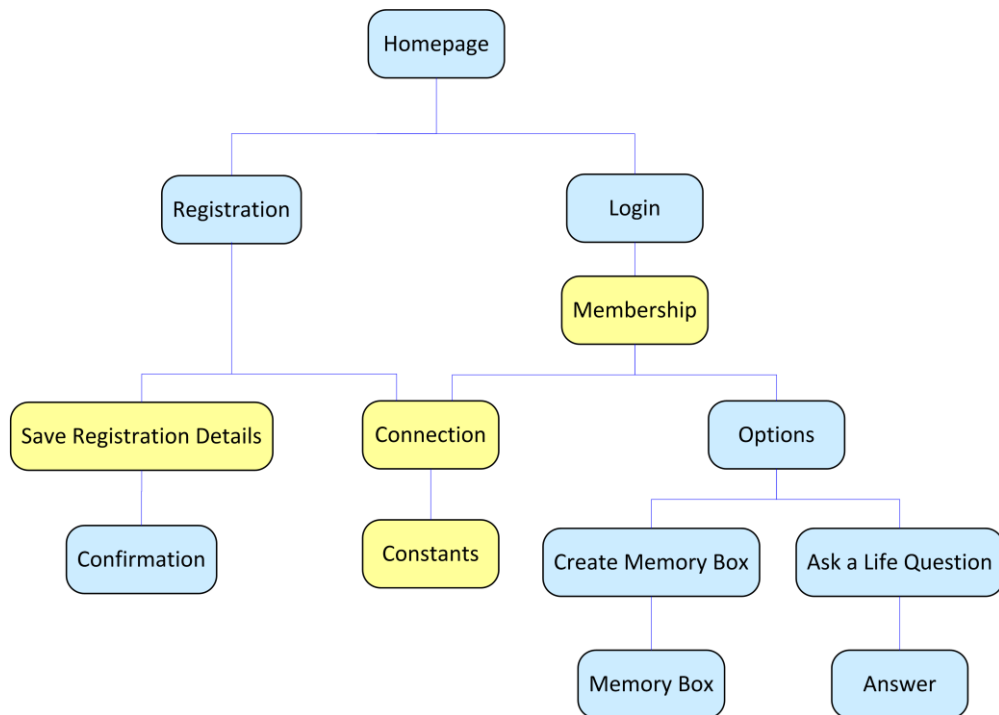 Homepage
Registration
Login
Membership
Save Registration Details
Connection
Options
Confirmation
Constants
Create Memory Box
Ask a Life Question
Memory Box
Answer